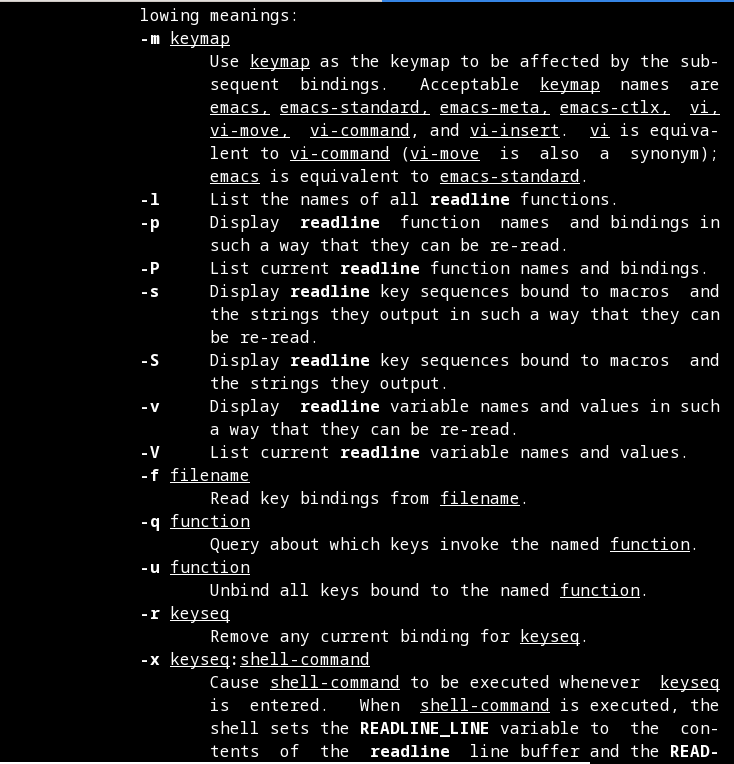 lowing meanings:
-m keymap
Use keymap as the keymap to be affected by the sub-
sequent bindings. Acceptable keymap names are
emacs, emacs-standard, emacs-meta, emacs-ctlx, vi,
vi-move, vi-command, and vi-insert. vi is equiva-
lent to vi-command (vi-move is also a synonym);
emacs is equivalent to emacs-standard.
-l List the names of all readline functions.
-p Display readline function names and bindings in
such a way that they can be re-read.
-P List current readline function names and bindings.
-s Display readline key sequences bound to macros and
the strings they output in such a way that they can
be re-read.
-S Display readline key sequences bound to macros and
the strings they output.
-v Display readline variable names and values in such
a way that they can be re-read.
-V List current readline variable names and values.
-f filename
Read key bindings from filename.
-q function
Query about which keys invoke the named function.
-u function
Unbind all keys bound to the named function.
-r keyseq
Remove any current binding for keyseq.
-x keyseq:shell-command
Cause shell-command to be executed whenever keyseq
is entered. When shell-command is executed, the
shell sets the READLINE_LINE variable to the con-
tents of the readline line buffer and the READ-